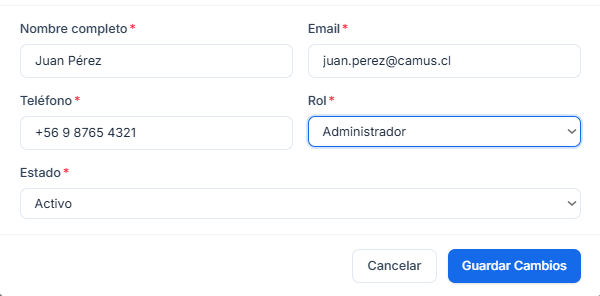 Nombre completo *
Email *
Juan Pérez
juan.perez@camus.cl
Teléfono *
Rol *
+56 9 8765 4321
Administrador
Estado *
Activo
Cancelar
Guardar Cambios